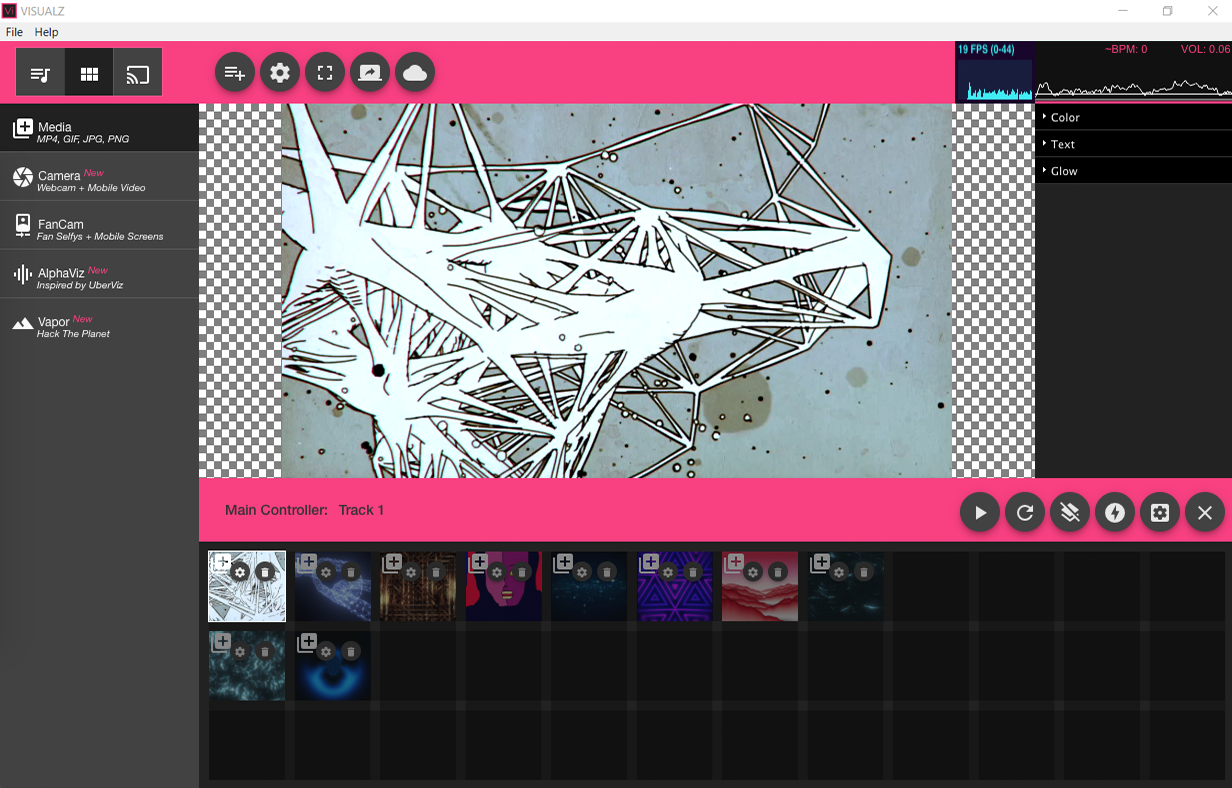 Vi VISUALZ
File Help
19 FPS (0-44) ~BPM: 0 VOL: 0.06
Media
MP4, GIF, JPG, PNG
Camera New
Webcam + Mobile Video
FanCam
Fan Selfys + Mobile Screens
AlphaViz New
Inspired by UberViz
Vapor New
Hack The Planet
Color
Text
Glow
Main Controller: Track 1